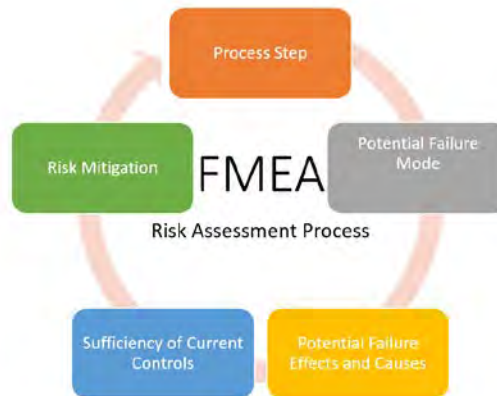 Process Step
Potential Failure
Mode
Risk Mitigation
FMEA
Risk Assessment Process
Sufficiency of Current
Controls
Potential Failure
Effects and Causes